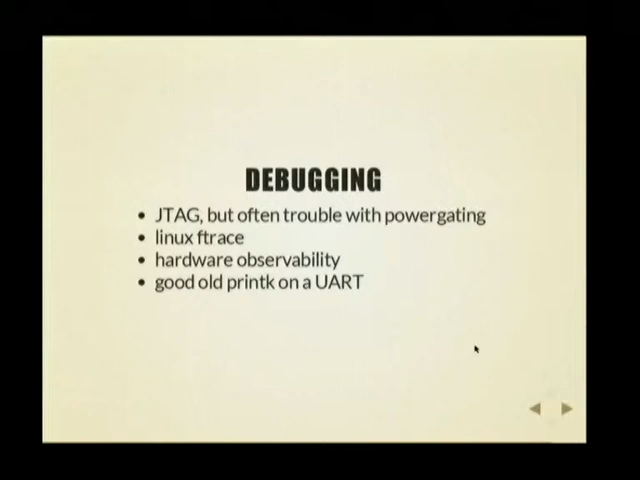 DEBUGGING
• JTAG, but often trouble with powergating
• linux ftrace
• hardware observability
• good old printk on a UART